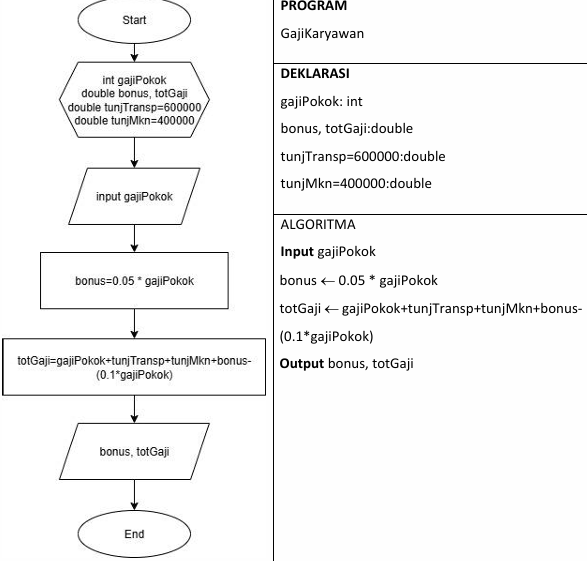 Start
int gajiPokok
double bonus, totGaji
double tunjTransp=600000
double tunjMkn=400000
input gajiPokok
bonus=0.05 * gajiPokok
totGaji=gajiPokok+tunjTransp+tunjMkn+bonus-
(0.1*gajiPokok)
bonus, totGaji
End
PROGRAM
GajiKaryawan
DEKLARASI
gajiPokok: int
bonus, totGaji:double
tunjTransp=600000:double
tunjMkn=400000:double
ALGORITMA
Input gajiPokok
bonus ← 0.05 * gajiPokok
totGaji ← gajiPokok+tunjTransp+tunjMkn+bonus-
(0.1*gajiPokok)
Output bonus, totGaji